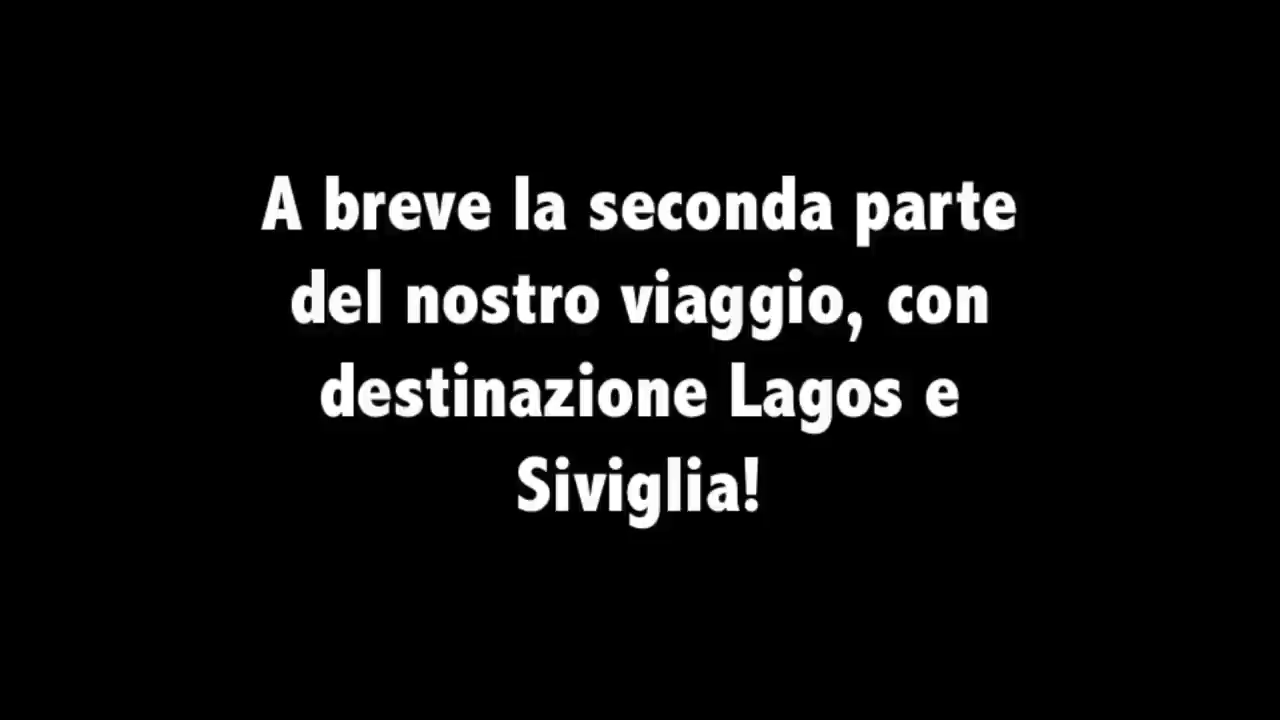 A breve la seconda parte
del nostro viaggio, con
destinazione Lagos e
Siviglia!